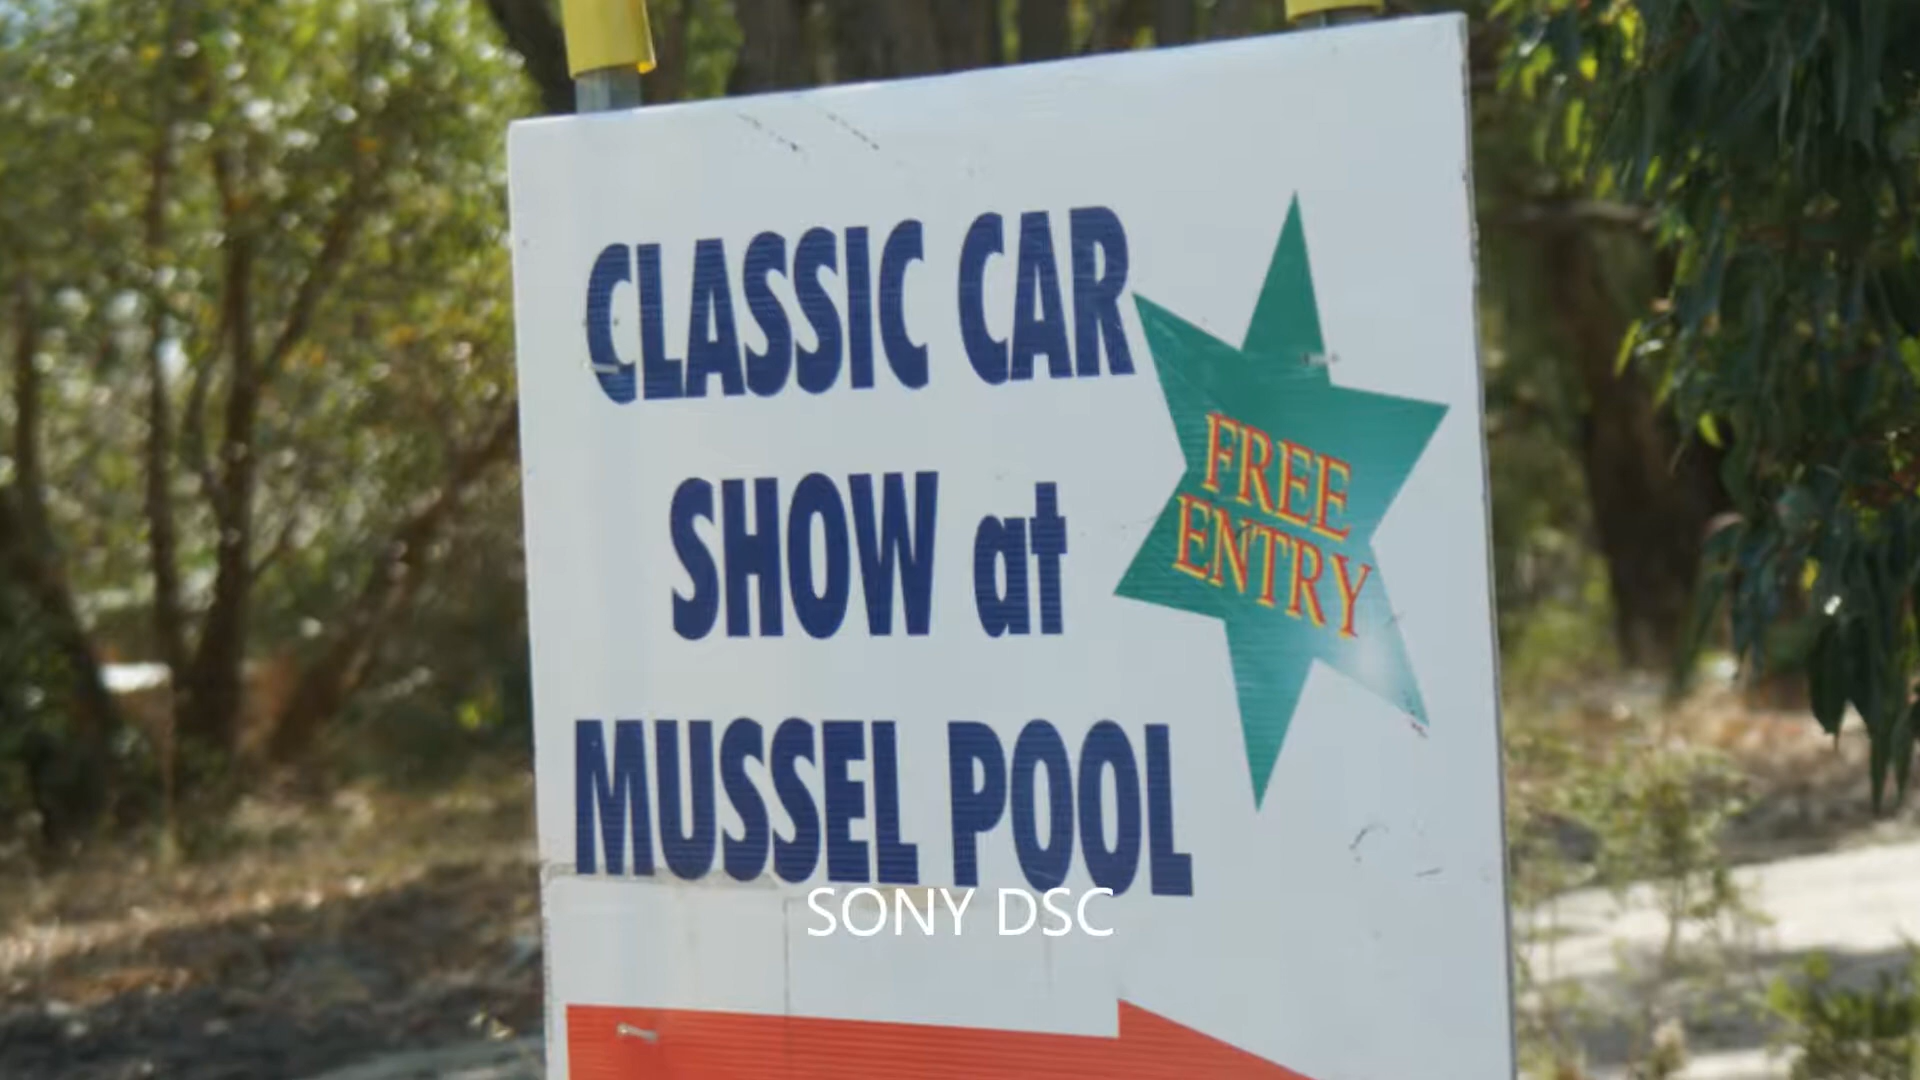 CLASSIC CAR
SHOW at
MUSSEL POOL
FREE
ENTRY
SONY DSC